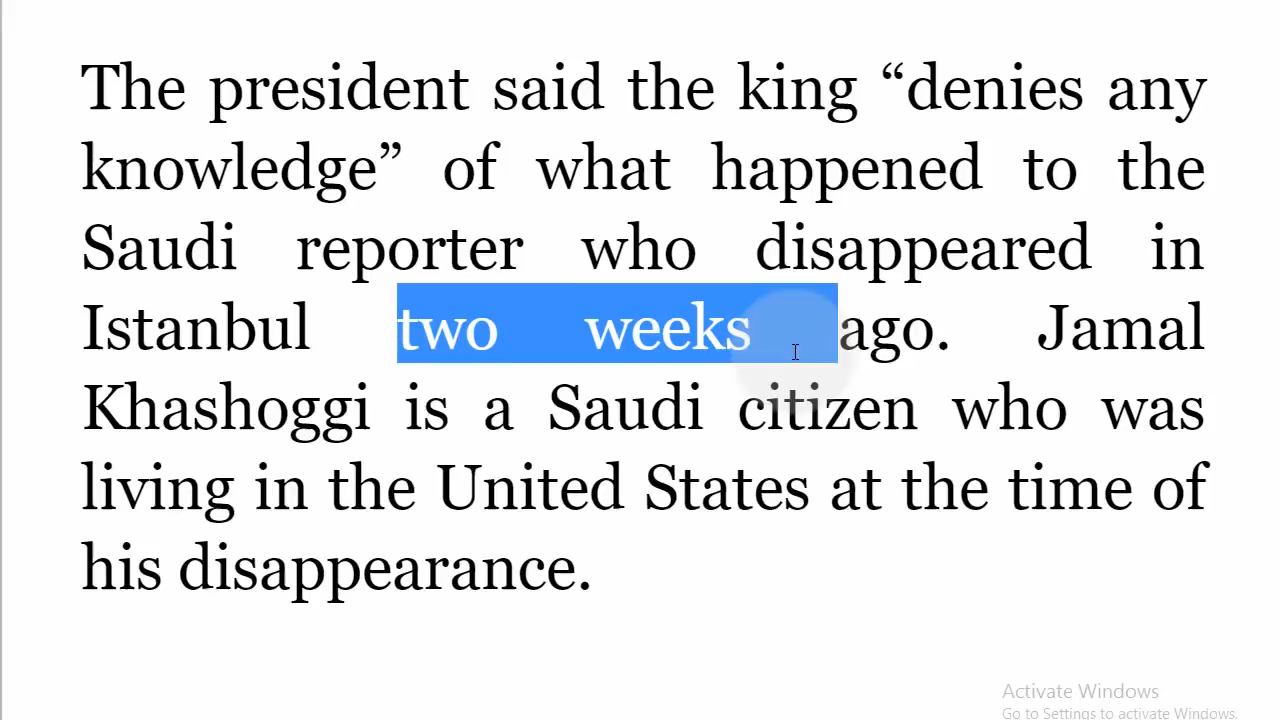 The president said the king “denies any
knowledge” of what happened to the
Saudi reporter who disappeared in
Istanbul two weeks ago. Jamal
Khashoggi is a Saudi citizen who was
living in the United States at the time of
his disappearance.
Activate Windows
Go to Settings to activate Windows.